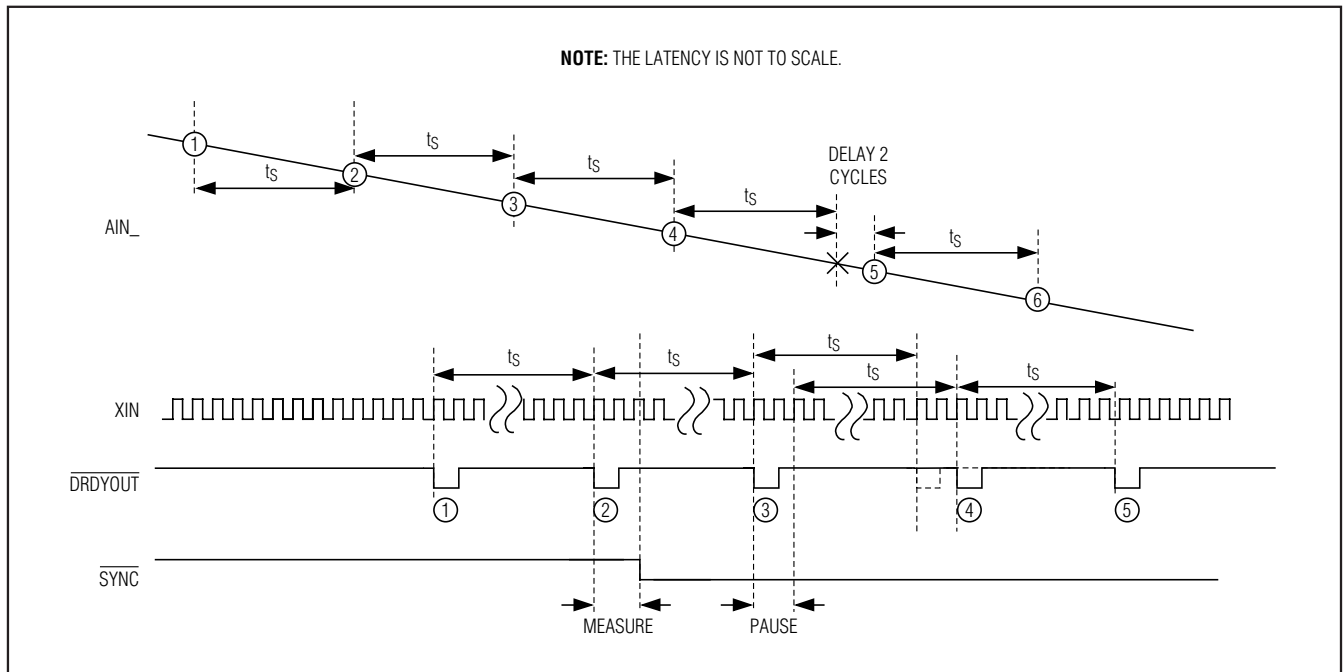 NOTE: THE LATENCY IS NOT TO SCALE.
1
tS
2
tS
3
tS
4
tS
DELAY 2
CYCLES
5
tS
6
AIN_
tS
tS
tS
tS
tS
XIN
DRDYOUT
1
2
3
4
5
SYNC
MEASURE
PAUSE